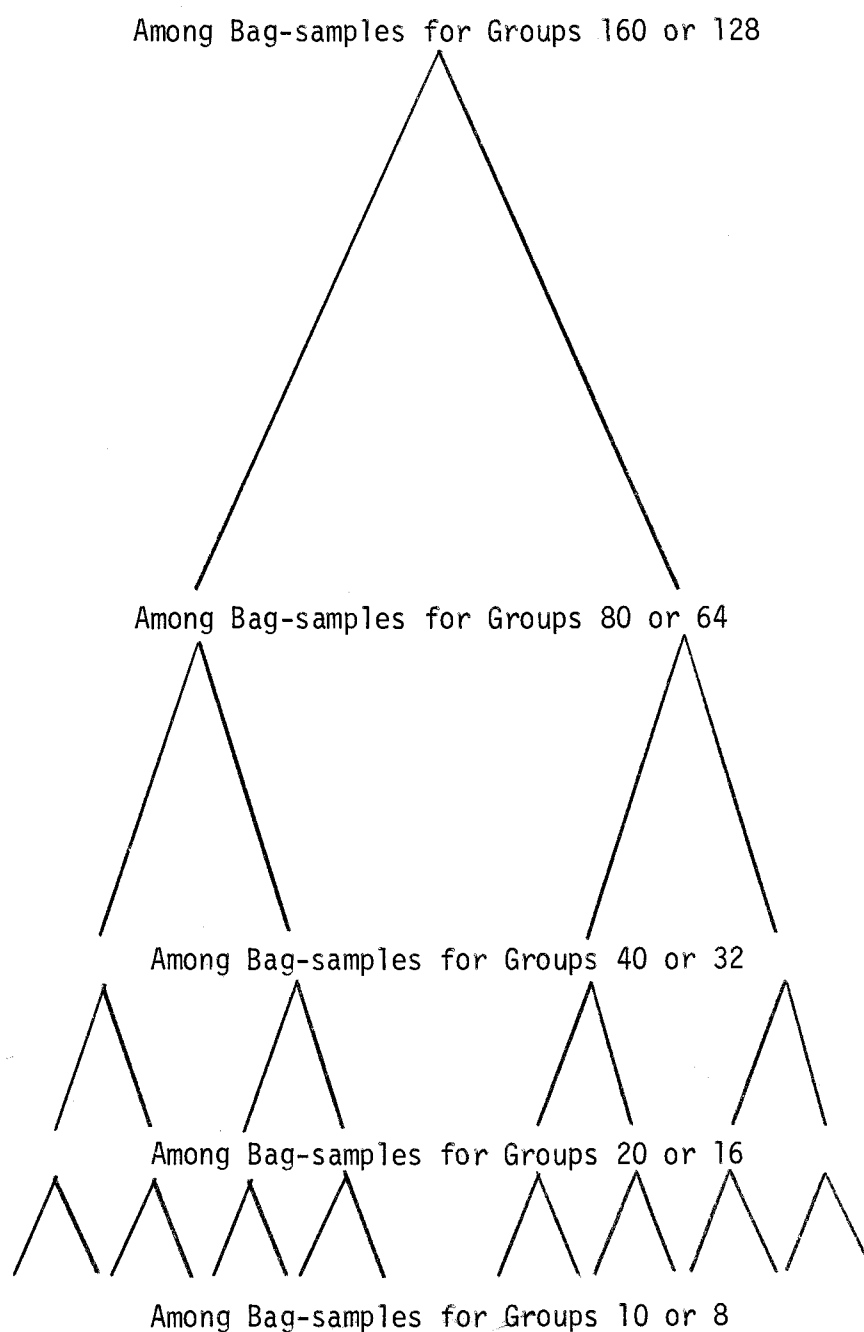 Among Bag-samples for Groups 160 or 128
Among Bag-samples for Groups 80 or 64
Among Bag-samples for Groups 40 or 32
Among Bag-samples for Groups 20 or 16
Among Bag-samples for Groups 10 or 8